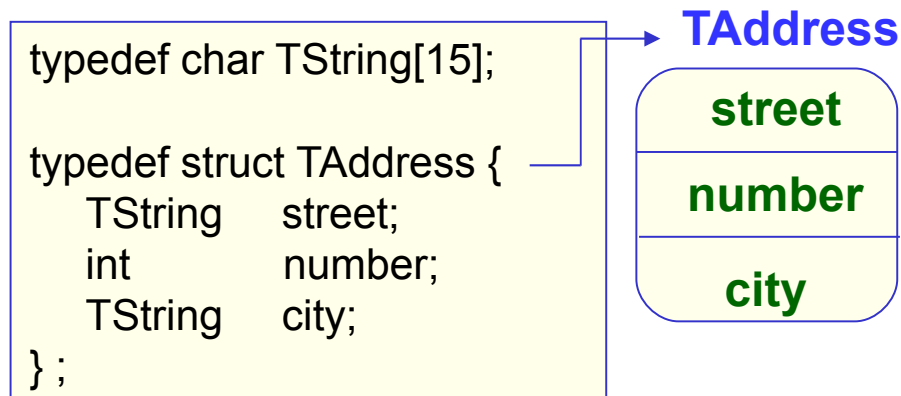 typedef char TString[15];
typedef struct TAddress {
TString street;
int number;
TString city;
} ;
TAddress
street
number
city